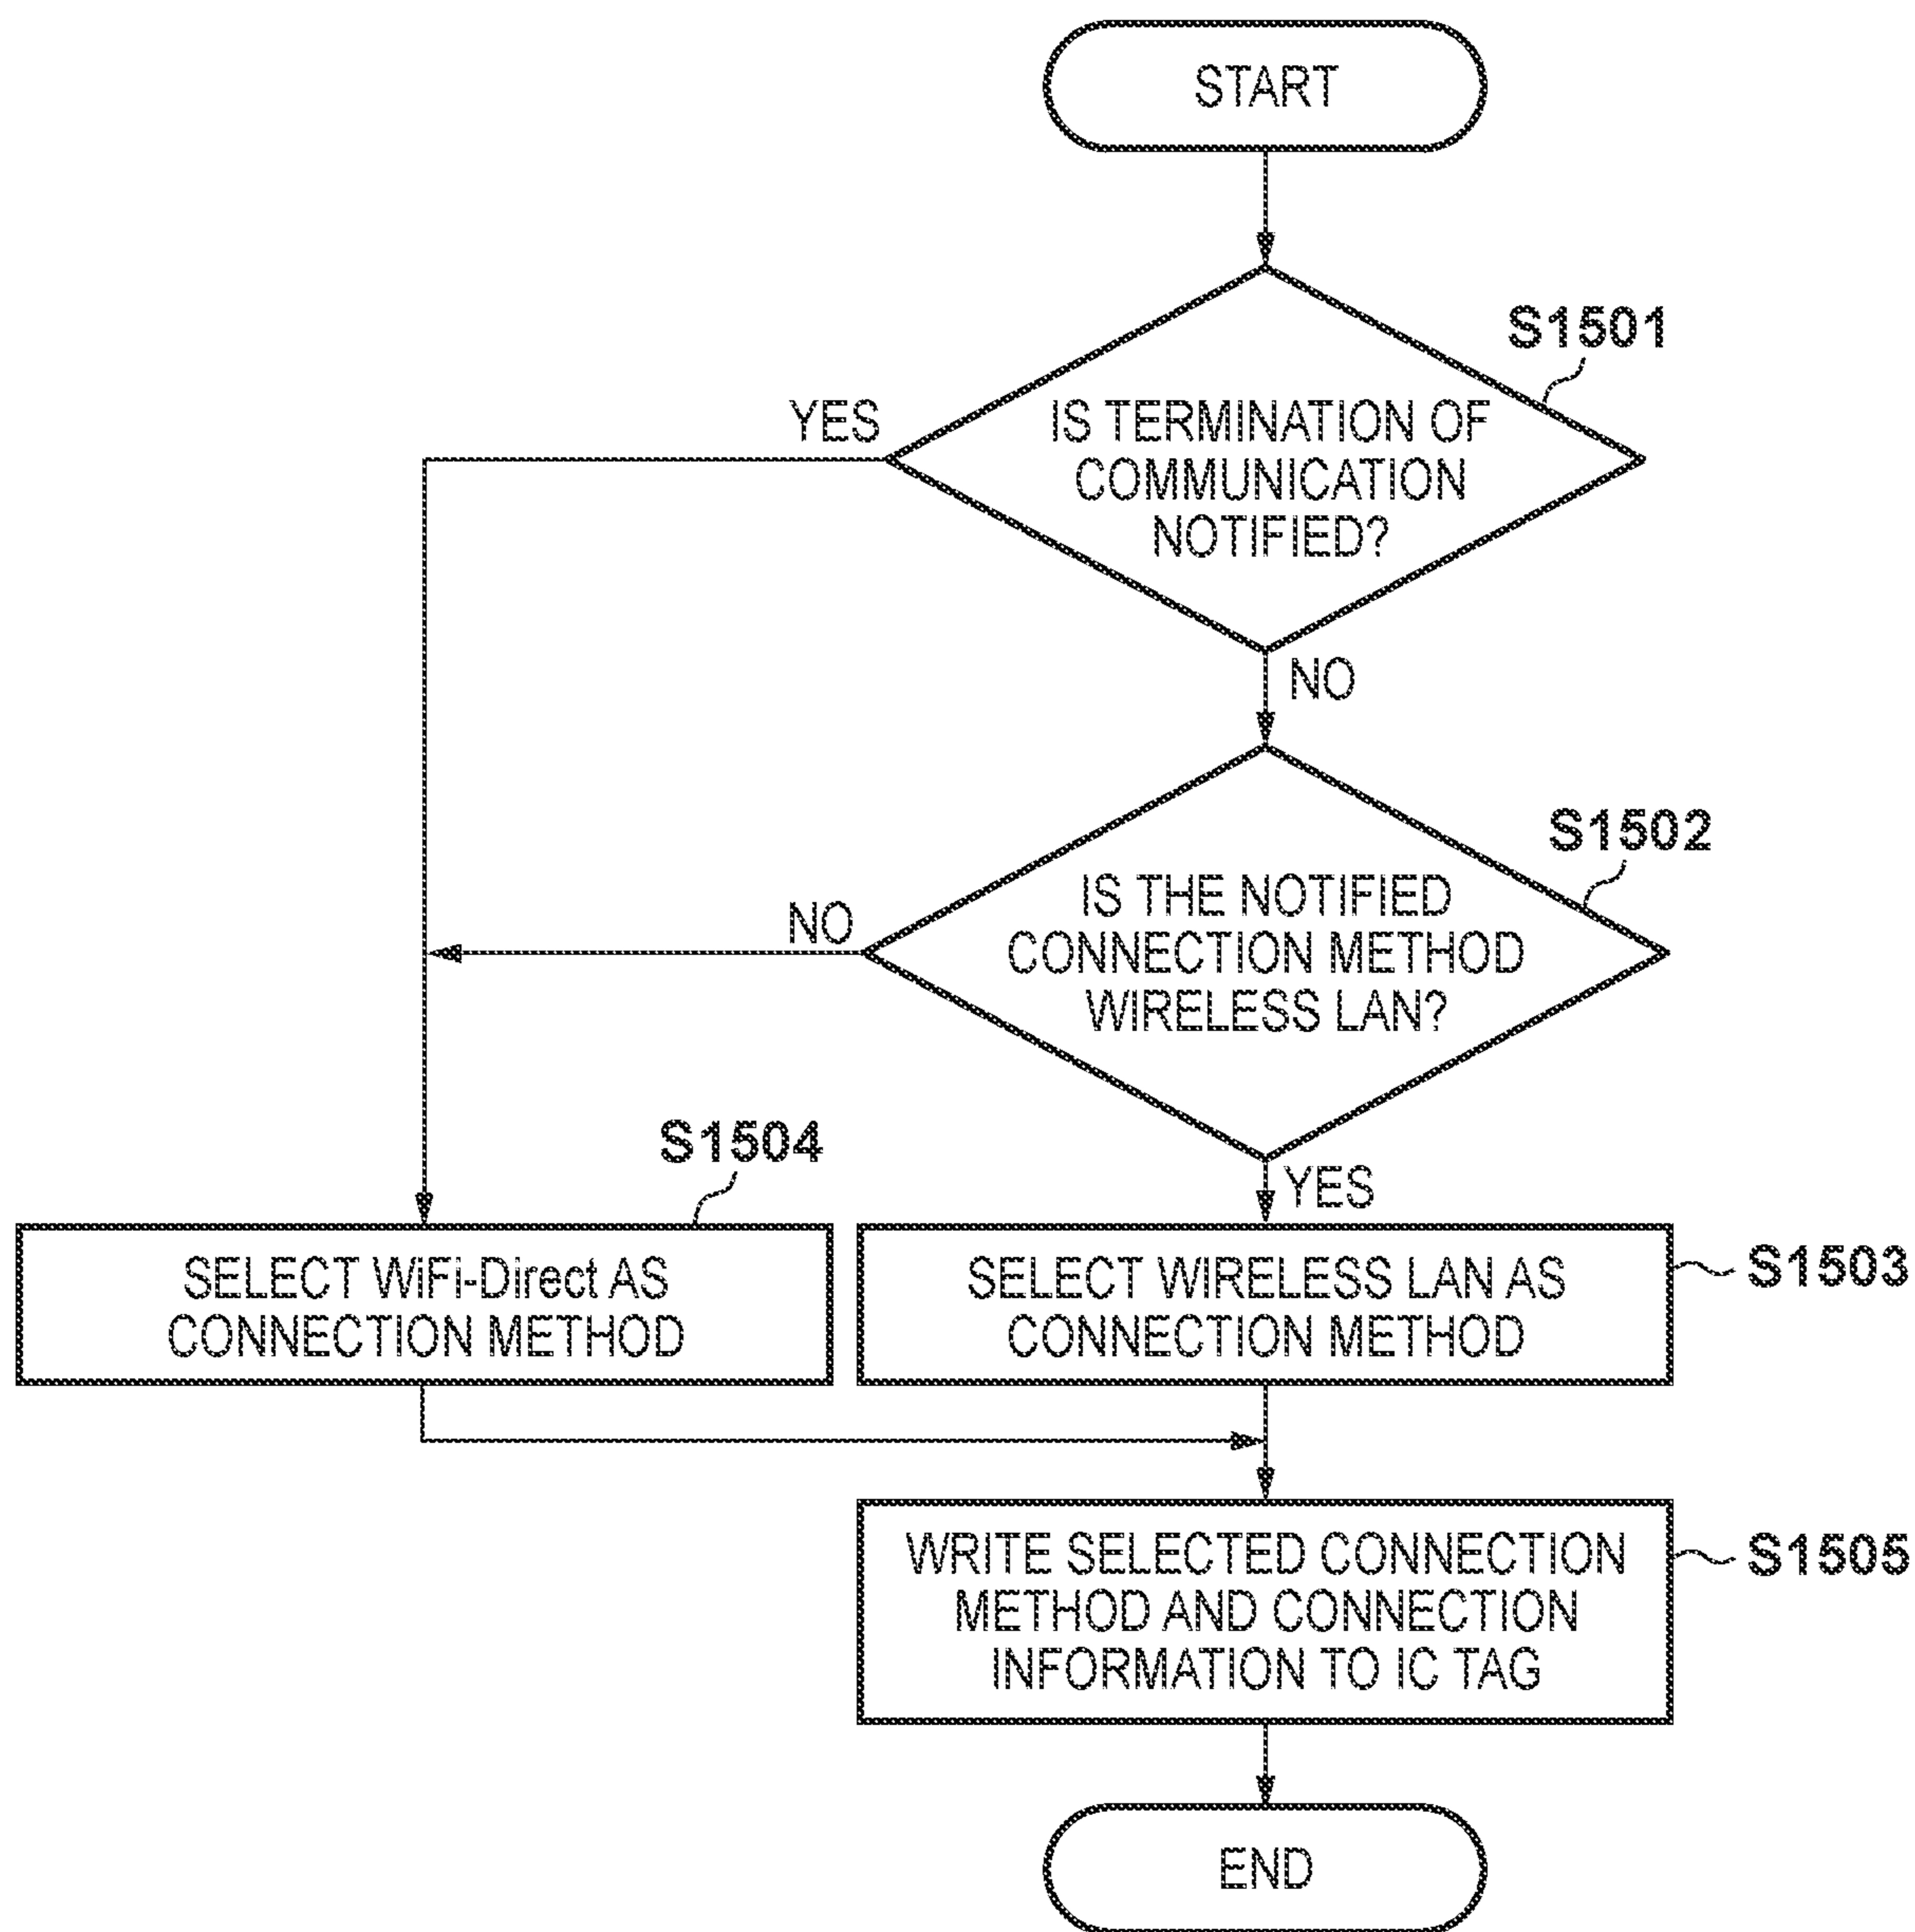 START
S1501
YES
IS TERMINATION OF
COMMUNICATION
NOTIFIED?
NO
S1502
NO
IS THE NOTIFIED
CONNECTION METHOD
WIRELESS LAN?
S1504
YES
SELECT WiFi-Direct AS
CONNECTION METHOD
SELECT WIRELESS LAN AS
CONNECTION METHOD
S1503
WRITE SELECTED CONNECTION
METHOD AND CONNECTION
INFORMATION TO IC TAG
S1505
END